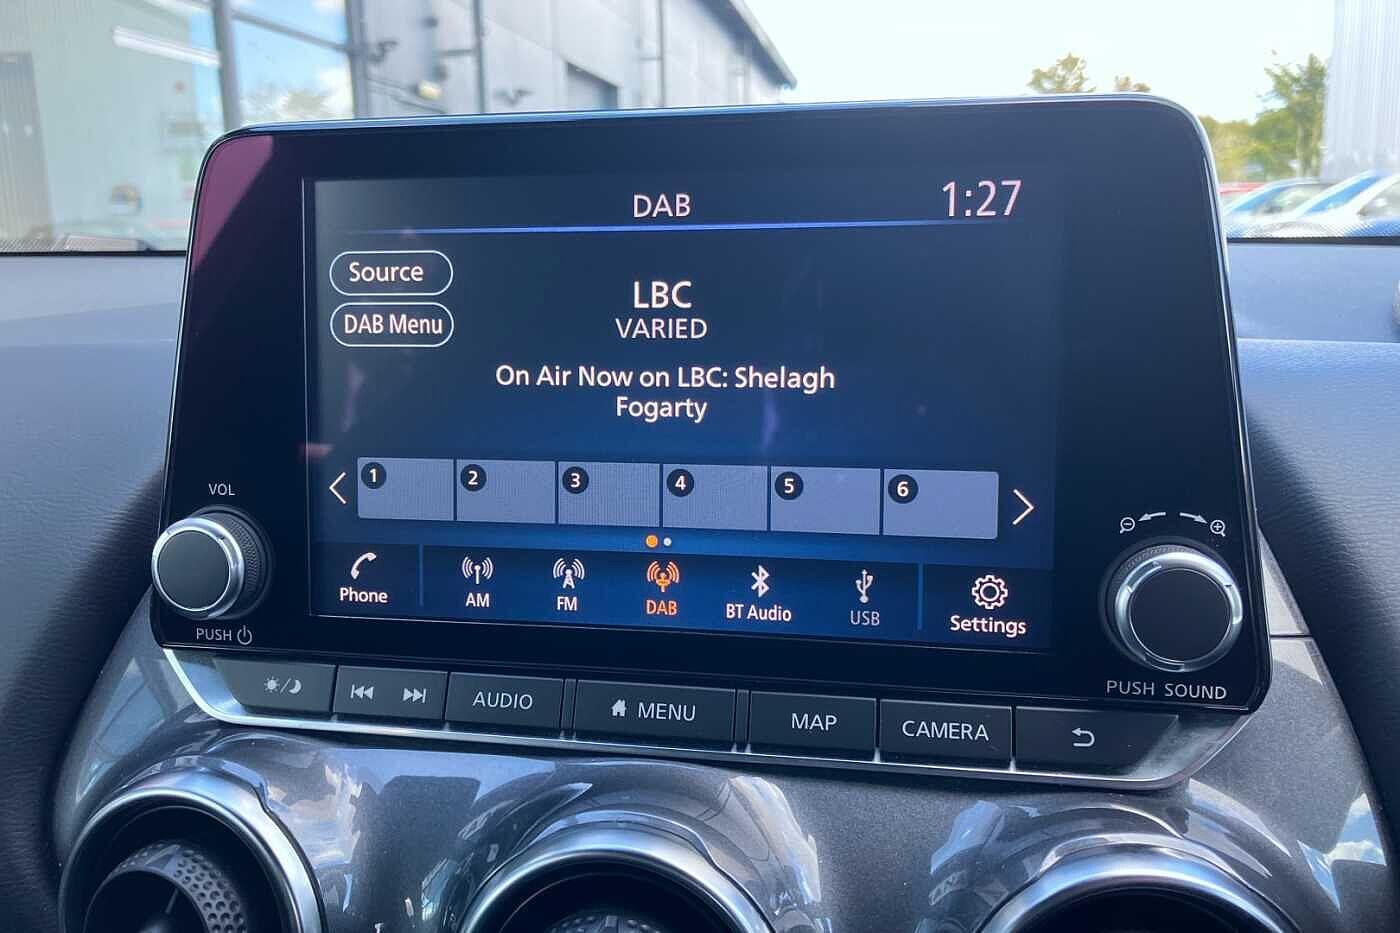 DAB
1:27
Source
DAB Menu
LBC
VARIED
On Air Now on LBC: Shelagh
Fogarty
1
2
3
4
5
6
Phone
AM
FM
DAB
BT Audio
USB
Settings
VOL
PUSH
PUSH SOUND
AUDIO
MENU
MAP
CAMERA